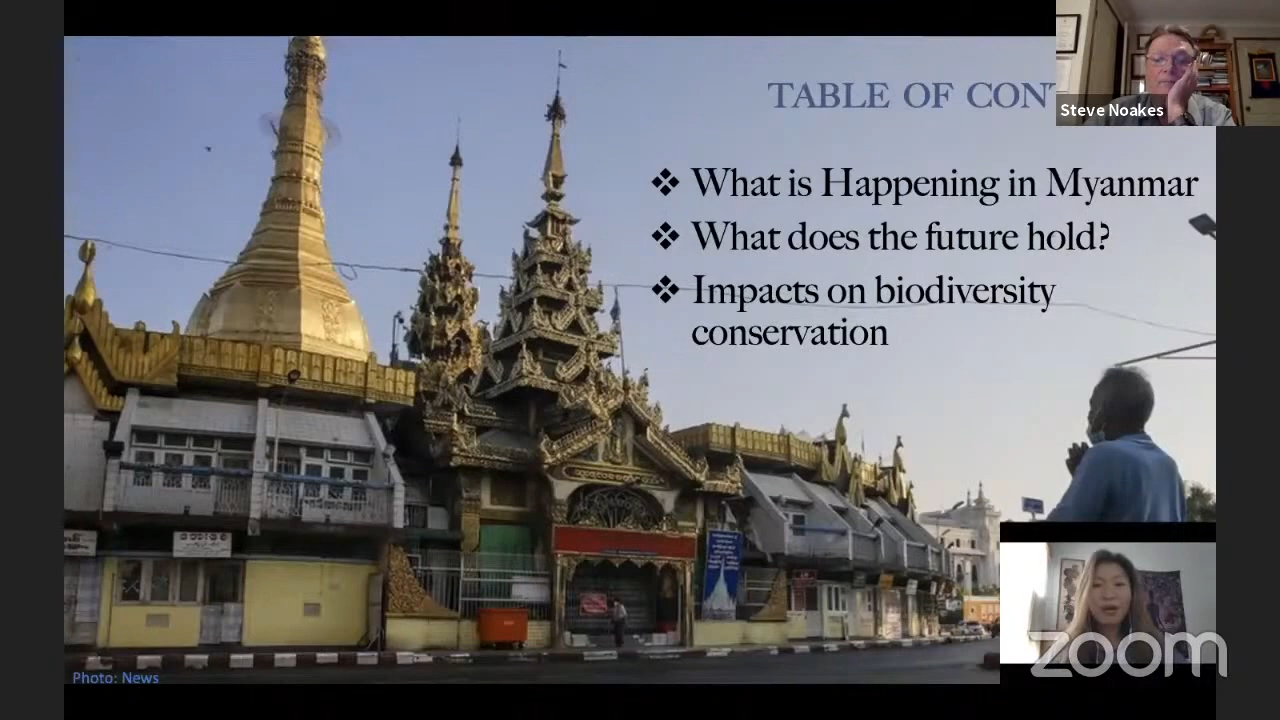 TABLE OF CON
Steve Noakes
❖ What is Happening in Myanmar
❖ What does the future hold?
❖ Impacts on biodiversity
conservation
Photo: News
zoom